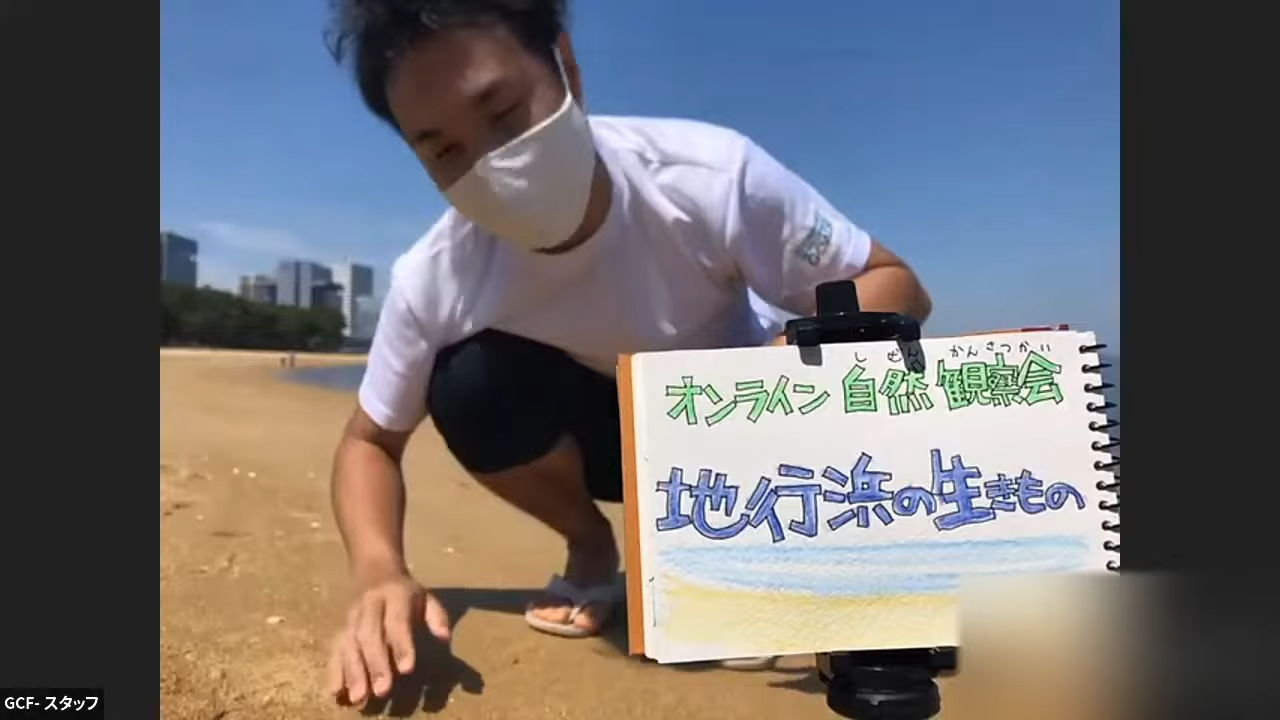 しぜん かんさつかい
オンライン 自然 観察会
地行浜の生きもの
GCF- スタッフ